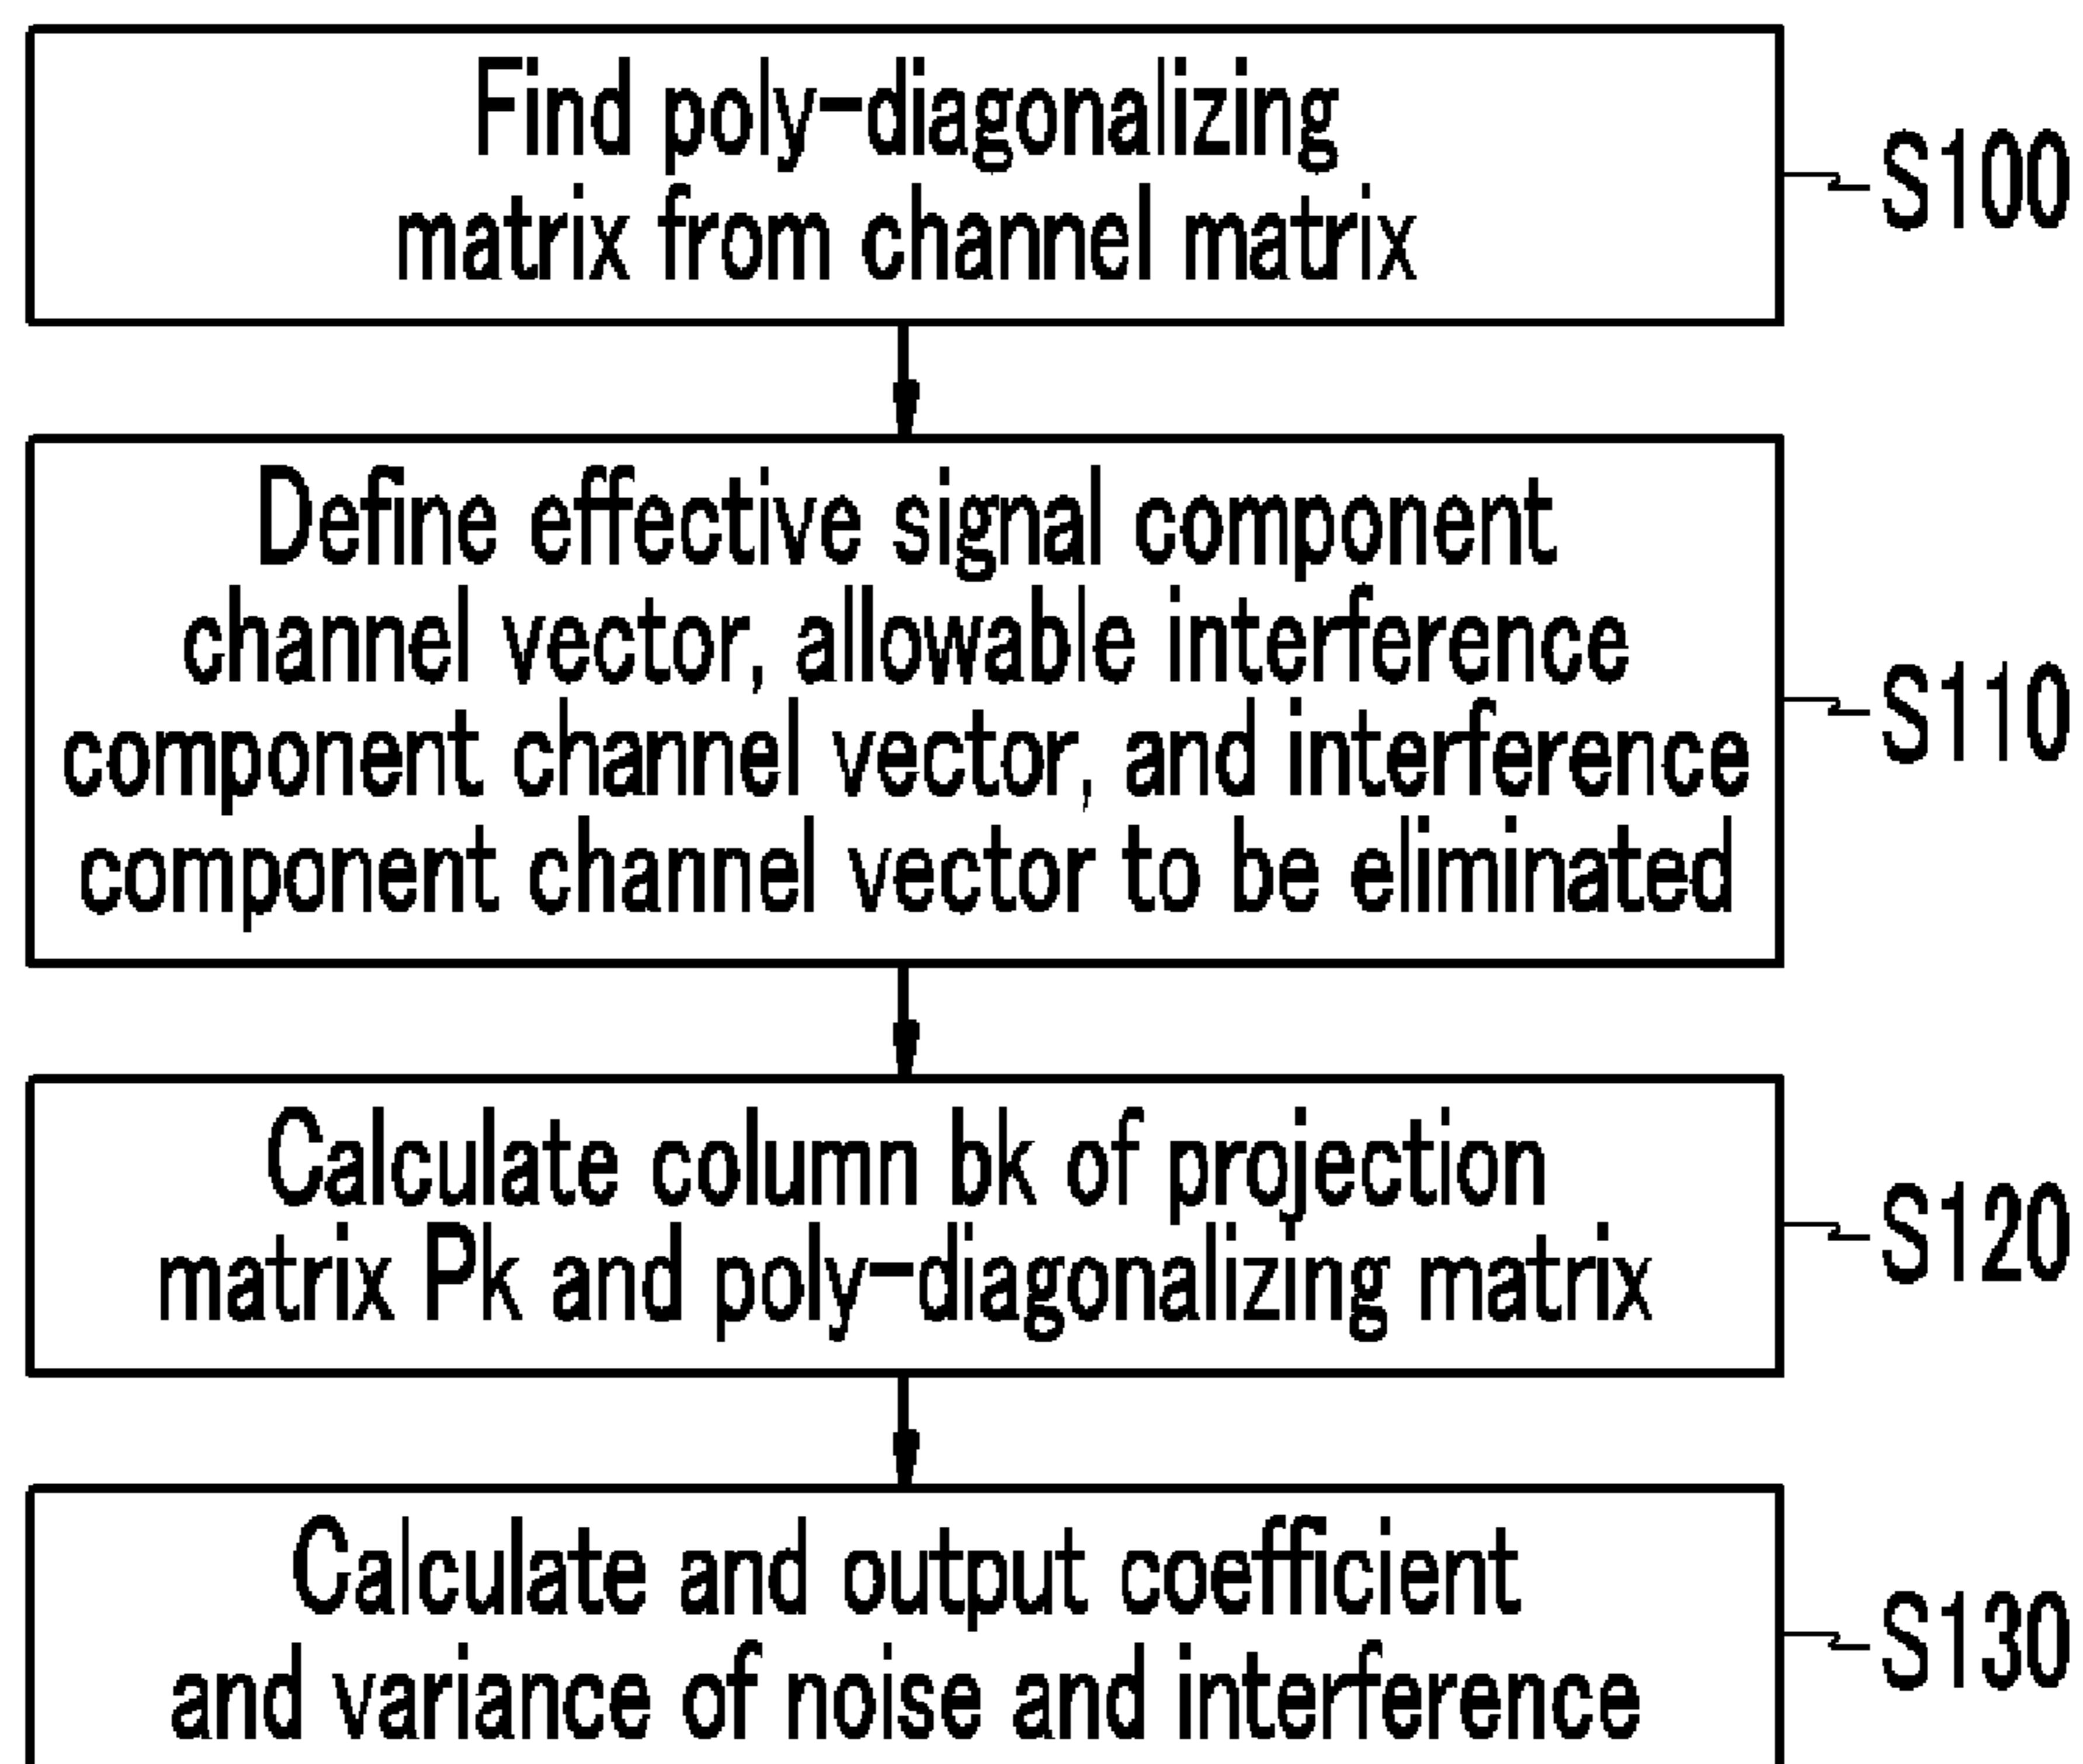 Find poly-diagonalizing
matrix from channel matrix
S100
Define effective signal component
channel vector, allowable interference
component channel vector, and interference
component channel vector to be eliminated
S110
Calculate column bk of projection
matrix Pk and poly-diagonalizing matrix
S120
Calculate and output coefficient
and variance of noise and interference
S130